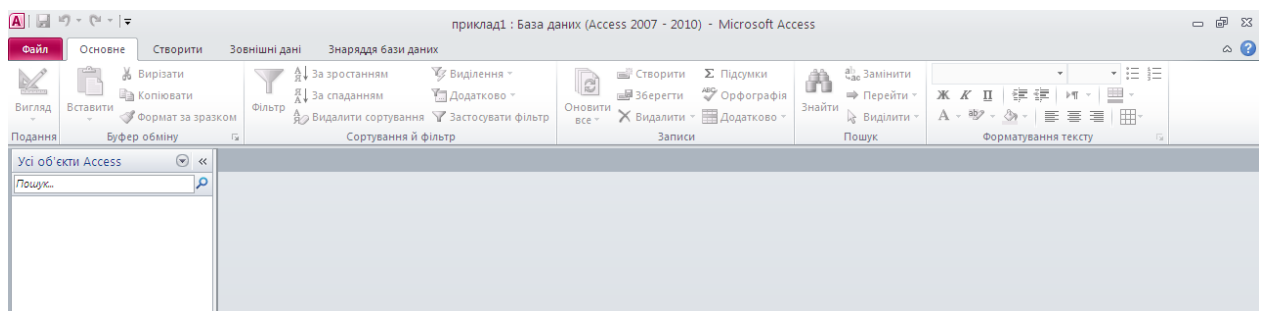 приклад1 : База даних (Access 2007 - 2010) - Microsoft Access
Файл Основне Створити Зовнішні дані Знаряддя бази даних
Вигляд
Подання
Вставити
Вирізати
Копіювати
Формат за зразком
Буфер обміну
Фільтр
За зростанням
За спаданням
Видалити сортування
Виділення
Додатково
Застосувати фільтр
Сортування й фільтр
Оновити
все
Створити
Зберегти
Видалити
Підсумки
Орфографія
Додатково
Записи
Знайти
Замінити
Перейти
Виділити
Пошук
Ж К П
Форматування тексту
Усі об'єкти Access
Пошук...